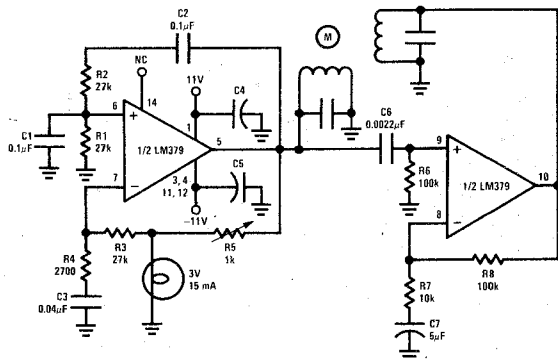 C2
0.1μF
M
R2
27k
NC
11V
C4
C6
0.0022μF
6
14
+
1
C1
0.1μF
R1
27k
1/2 LM379
5
9
+
7
−
3, 4
11, 12
C5
R6
100k
1/2 LM379
10
−11V
8
−
R4
2700
R3
27k
R5
1k
R7
10k
R8
100k
C3
0.04μF
3V
15 mA
C7
5μF